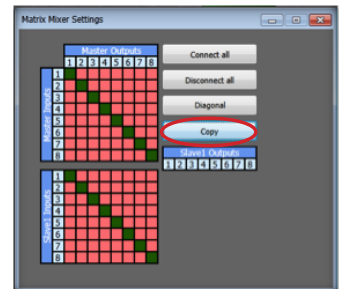 Matrix Mixer Settings
Master Outputs
1 2 3 4 5 6 7 8
Connect all
Disconnect all
Diagonal
Copy
Master Inputs
1
2
3
4
5
6
7
8
Slave1 Outputs
1 2 3 4 5 6 7 8
Slave1 Inputs
1
2
3
4
5
6
7
8